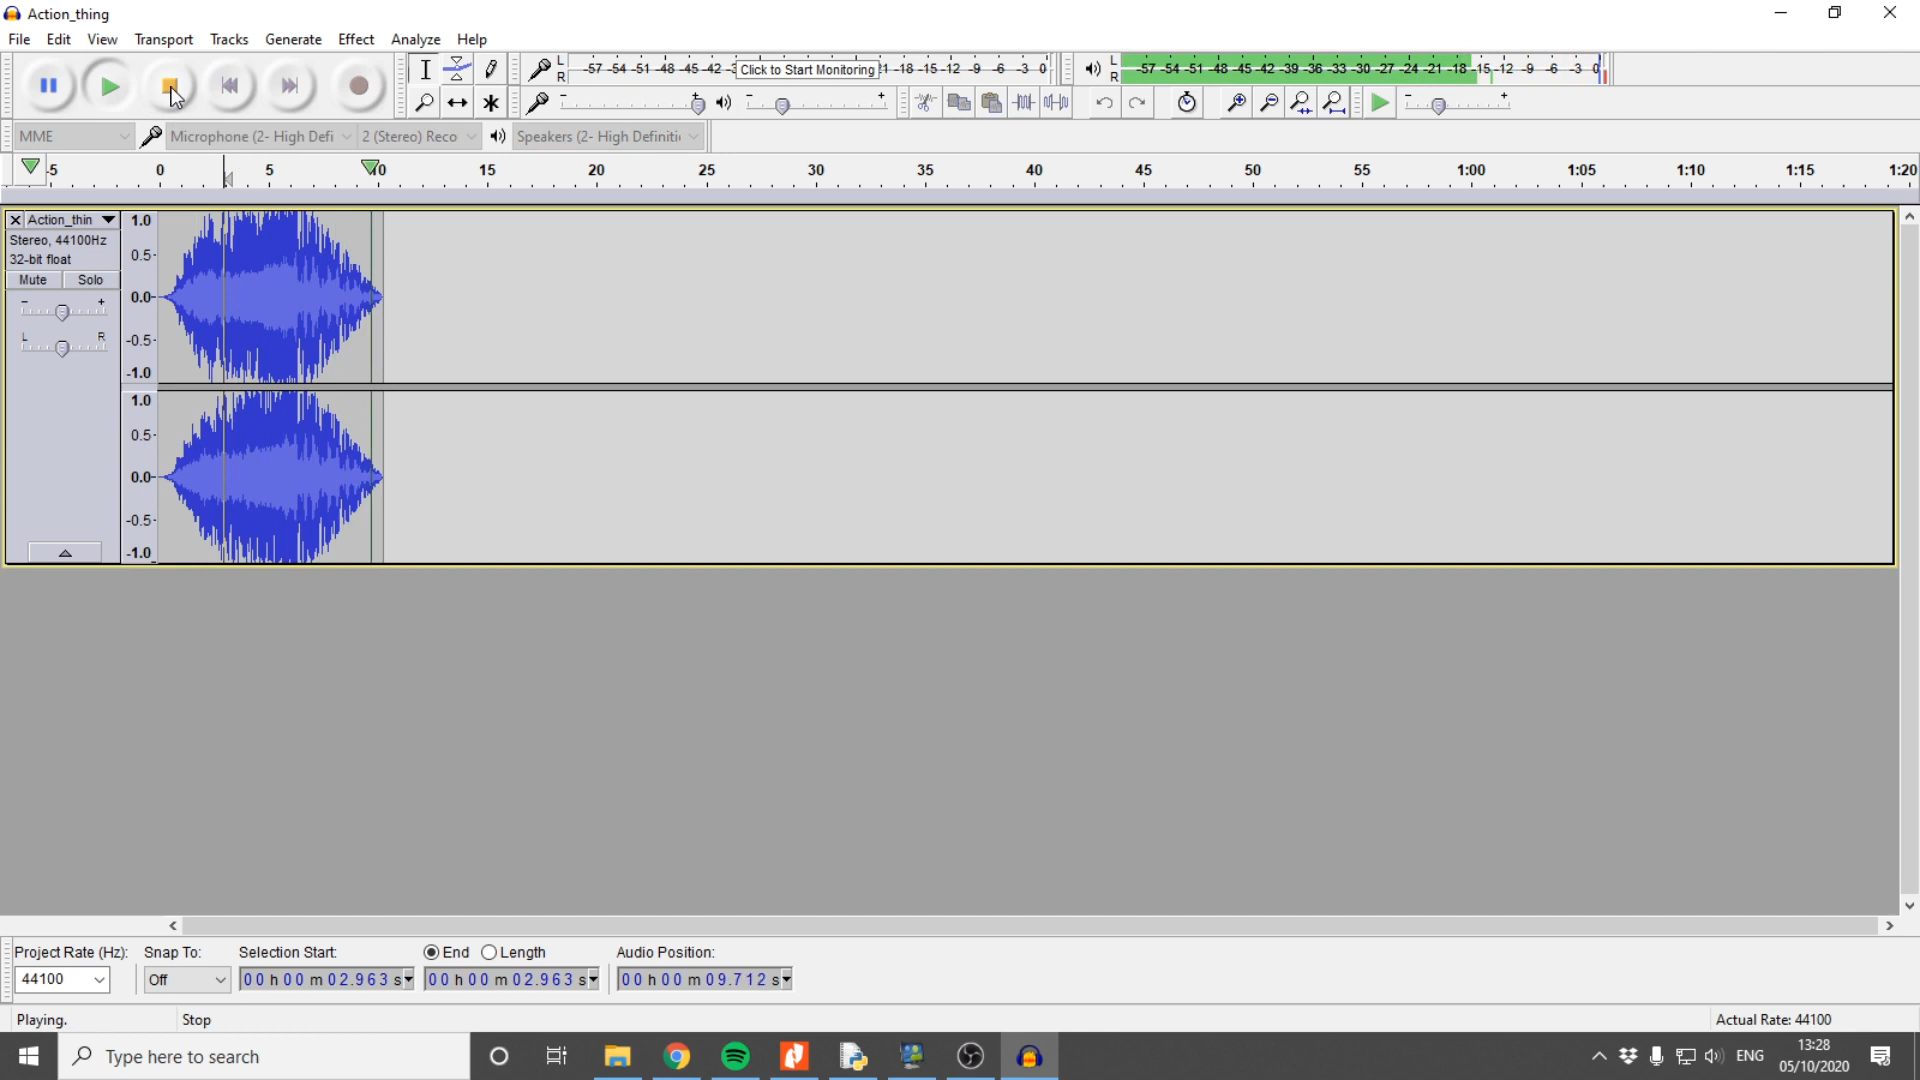 Action_thing
File Edit View Transport Tracks Generate Effect Analyze Help
L R -57 -54 -51 -48 -45 -42 -3 Click to Start Monitoring 1 -18 -15 -12 -9 -6 -3 0 L R -57 -54 -51 -48 -45 -42 -39 -36 -33 -30 -27 -24 -21 -18 -15 -12 -9 -6 -3 0
MME Microphone (2- High Defi 2 (Stereo) Reco Speakers (2- High Definiti
-5 0 5 10 15 20 25 30 35 40 45 50 55 1:00 1:05 1:10 1:15 1:20
Action_thin
Stereo, 44100Hz
32-bit float
Mute Solo
- +
L R
1.0
0.5-
0.0-
-0.5-
-1.0
1.0
0.5-
0.0-
-0.5-
-1.0
Project Rate (Hz): Snap To: Selection Start: End Length Audio Position:
44100 Off 00 h 00 m 02.963 s 00 h 00 m 02.963 s 00 h 00 m 09.712 s
Playing. Stop Actual Rate: 44100
Type here to search ENG 13:28
05/10/2020